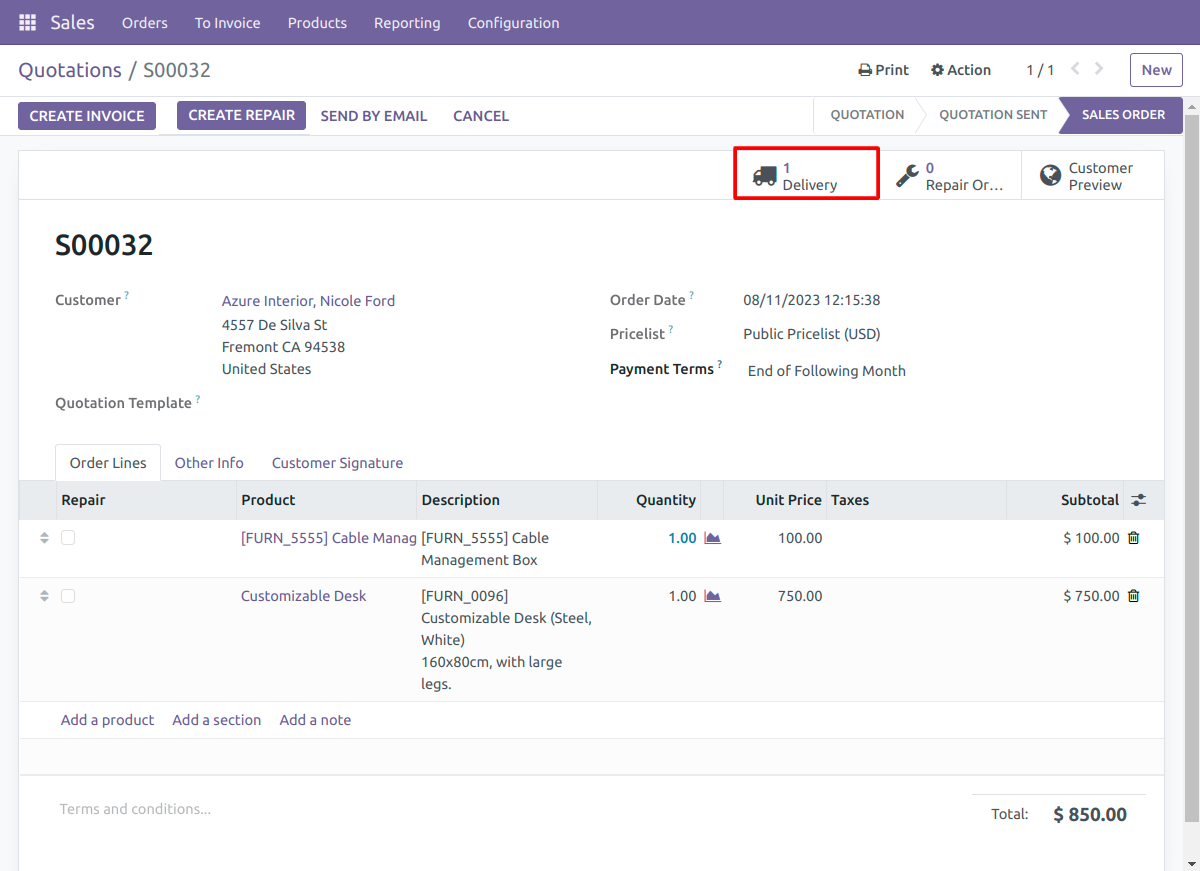 Sales Orders To Invoice Products Reporting Configuration
Quotations / S00032 Print Action 1 / 1 New
CREATE INVOICE CREATE REPAIR SEND BY EMAIL CANCEL QUOTATION QUOTATION SENT SALES ORDER
1 Delivery 0 Repair Or... Customer Preview
S00032
Customer ? Azure Interior, Nicole Ford Order Date ? 08/11/2023 12:15:38
4557 De Silva St
Pricelist ? Public Pricelist (USD)
Fremont CA 94538
United States Payment Terms ? End of Following Month
Quotation Template ?
Order Lines Other Info Customer Signature
Repair Product Description Quantity Unit Price Taxes Subtotal
[FURN_5555] Cable Manag [FURN_5555] Cable 1.00 100.00 $ 100.00
Management Box
Customizable Desk [FURN_0096] 1.00 750.00 $ 750.00
Customizable Desk (Steel,
White)
160x80cm, with large
legs.
Add a product Add a section Add a note
Terms and conditions...
Total: $ 850.00